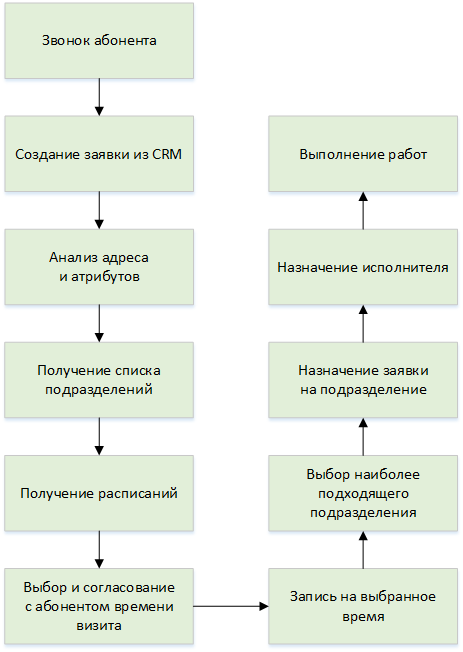 Звонок абонента
Создание заявки из CRM
Анализ адреса
и атрибутов
Получение списка
подразделений
Получение расписаний
Выбор и согласование
с абонентом времени
визита
Запись на выбранное
время
Выбор наиболее
подходящего
подразделения
Назначение заявки
на подразделение
Назначение исполнителя
Выполнение работ